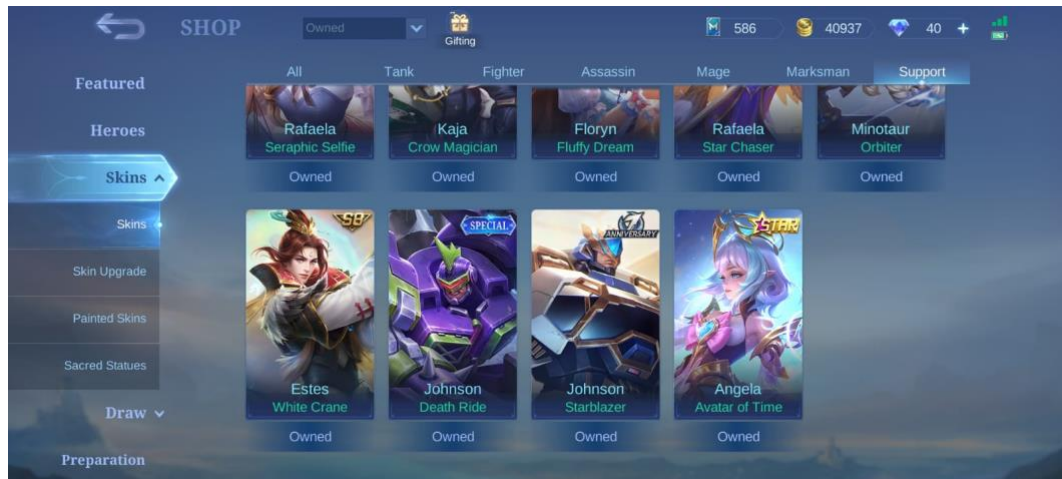 SHOP
Owned
Gifting
586
40937
40
+
Featured
Heroes
Skins
Skins
Skin Upgrade
Painted Skins
Sacred Statues
Draw
Preparation
All Tank Fighter Assassin Mage Marksman Support
Rafaela Kaja Floryn Rafaela Minotaur
Seraphic Selfie Crow Magician Fluffy Dream Star Chaser Orbiter
Owned Owned Owned Owned Owned
SPECIAL ANNIVERSARY STAR
Estes Johnson Johnson Angela
White Crane Death Ride Starblazer Avatar of Time
Owned Owned Owned Owned